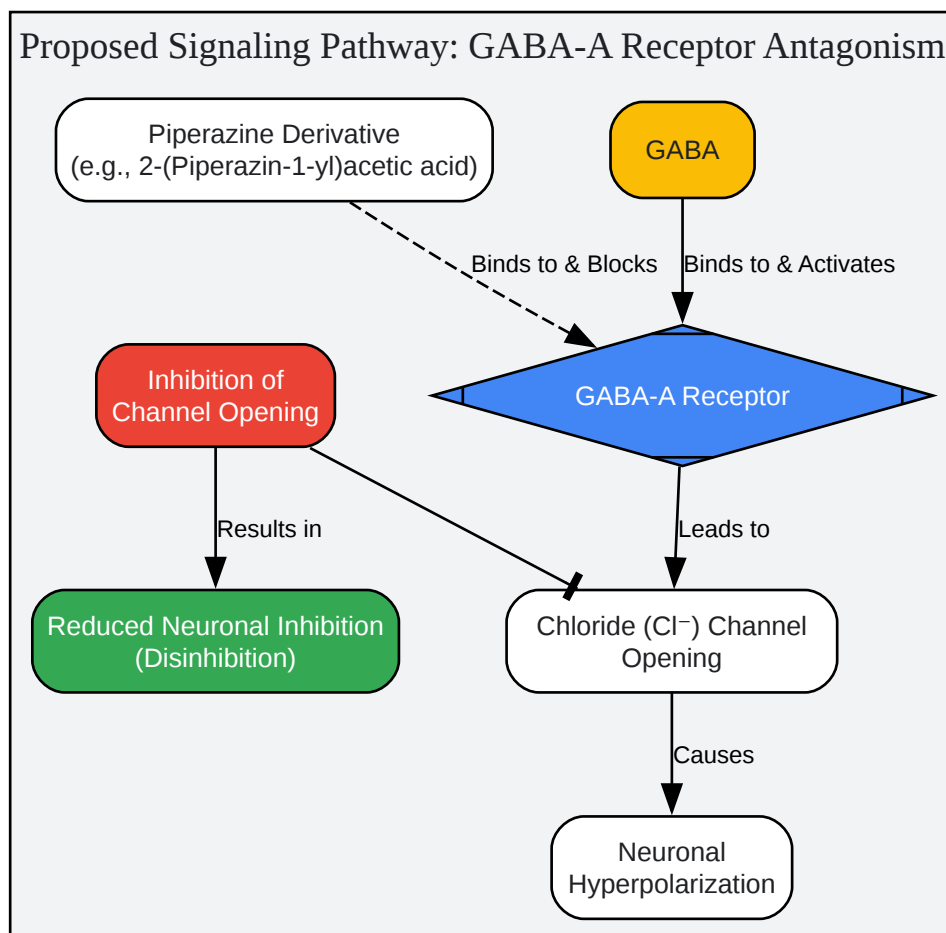 Proposed Signaling Pathway: GABA-A Receptor Antagonism
Piperazine Derivative
(e.g., 2-(Piperazin-1-yl)acetic acid)
GABA
Binds to & Blocks
Binds to & Activates
Inhibition of
Channel Opening
GABA-A Receptor
Results in
Leads to
Reduced Neuronal Inhibition
(Disinhibition)
Chloride (Cl⁻) Channel
Opening
Causes
Neuronal
Hyperpolarization